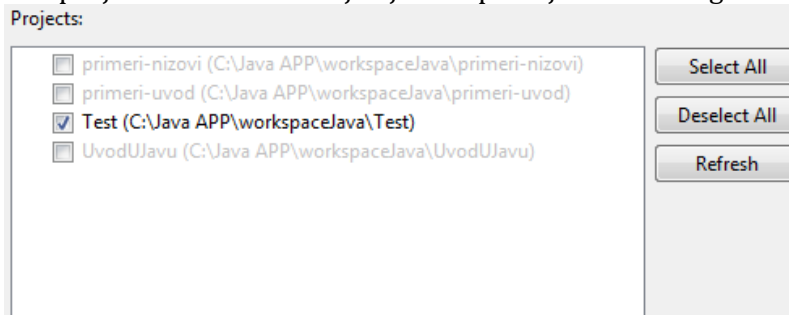 Projects:
primeri-nizovi (C:\Java APP\workspaceJava\primeri-nizovi)
primeri-uvod (C:\Java APP\workspaceJava\primeri-uvod)
Test (C:\Java APP\workspaceJava\Test)
UvodUJavu (C:\Java APP\workspaceJava\UvodUJavu)
Select All
Deselect All
Refresh